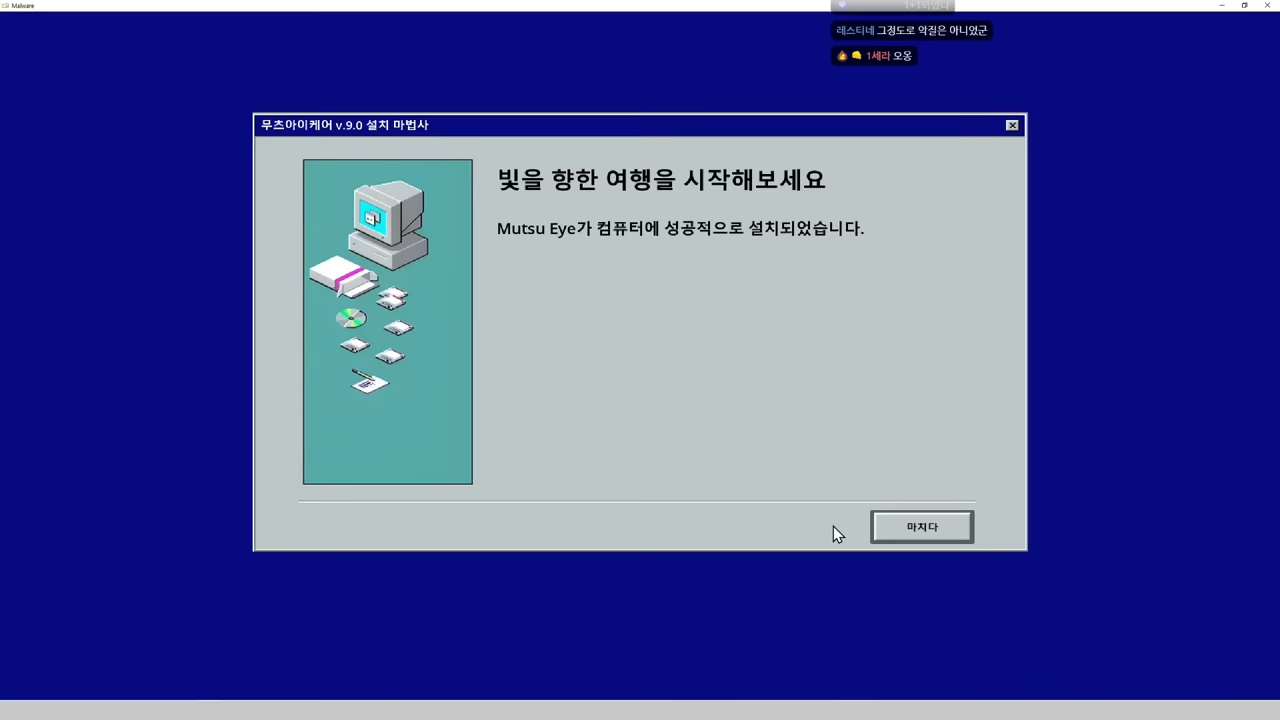 Malware
레스티네 그정도로 악질은 아니었군
1세라 오옹
무츠아이케어 v.9.0 설치 마법사
빛을 향한 여행을 시작해보세요
Mutsu Eye가 컴퓨터에 성공적으로 설치되었습니다.
마치다